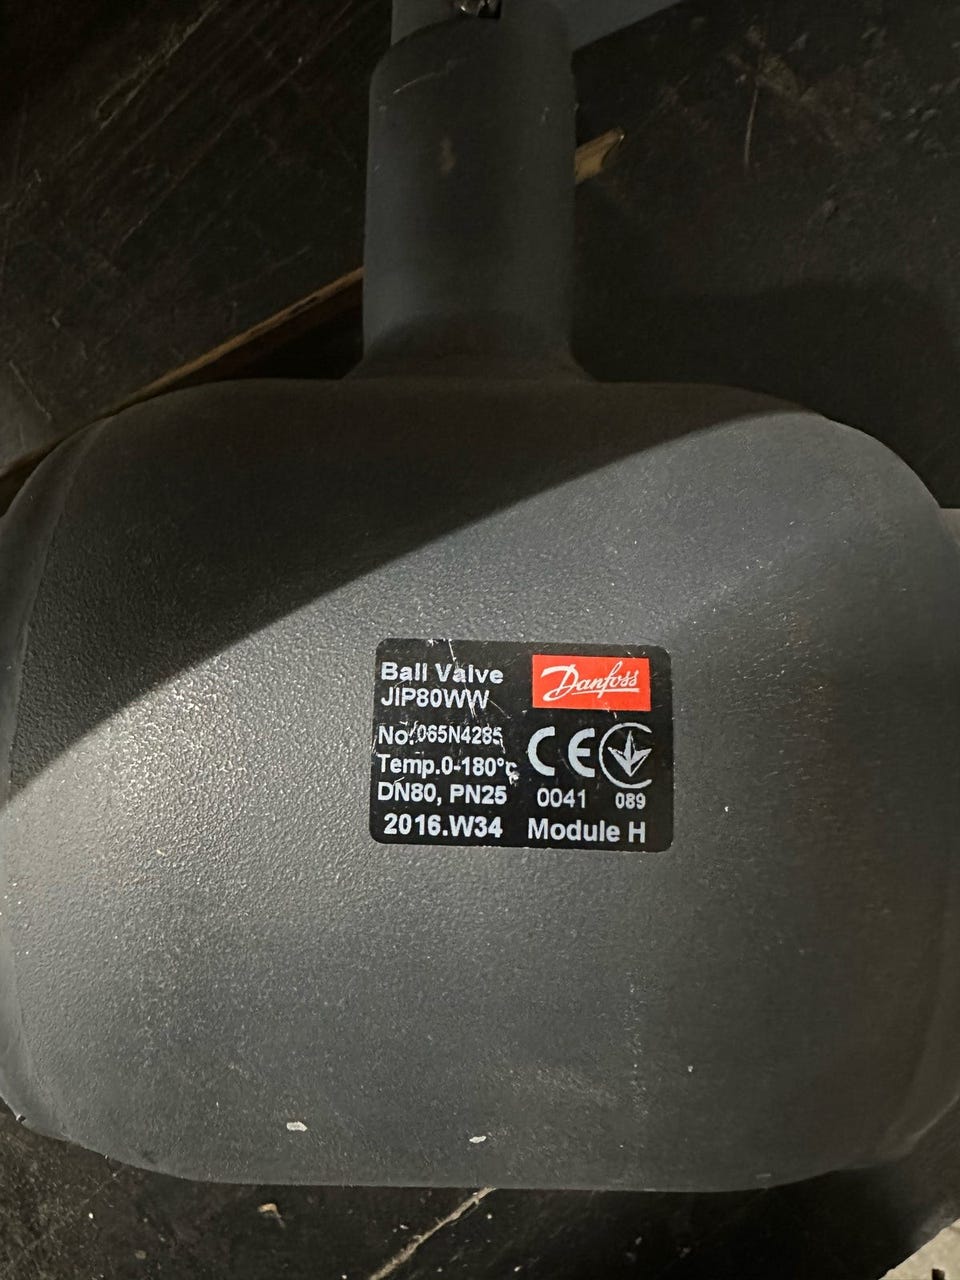 Ball Valve
JIP80WW
Danfoss
No:065N4285
Temp.0-180°c
CE
DN80, PN25
0041 089
2016.W34 Module H